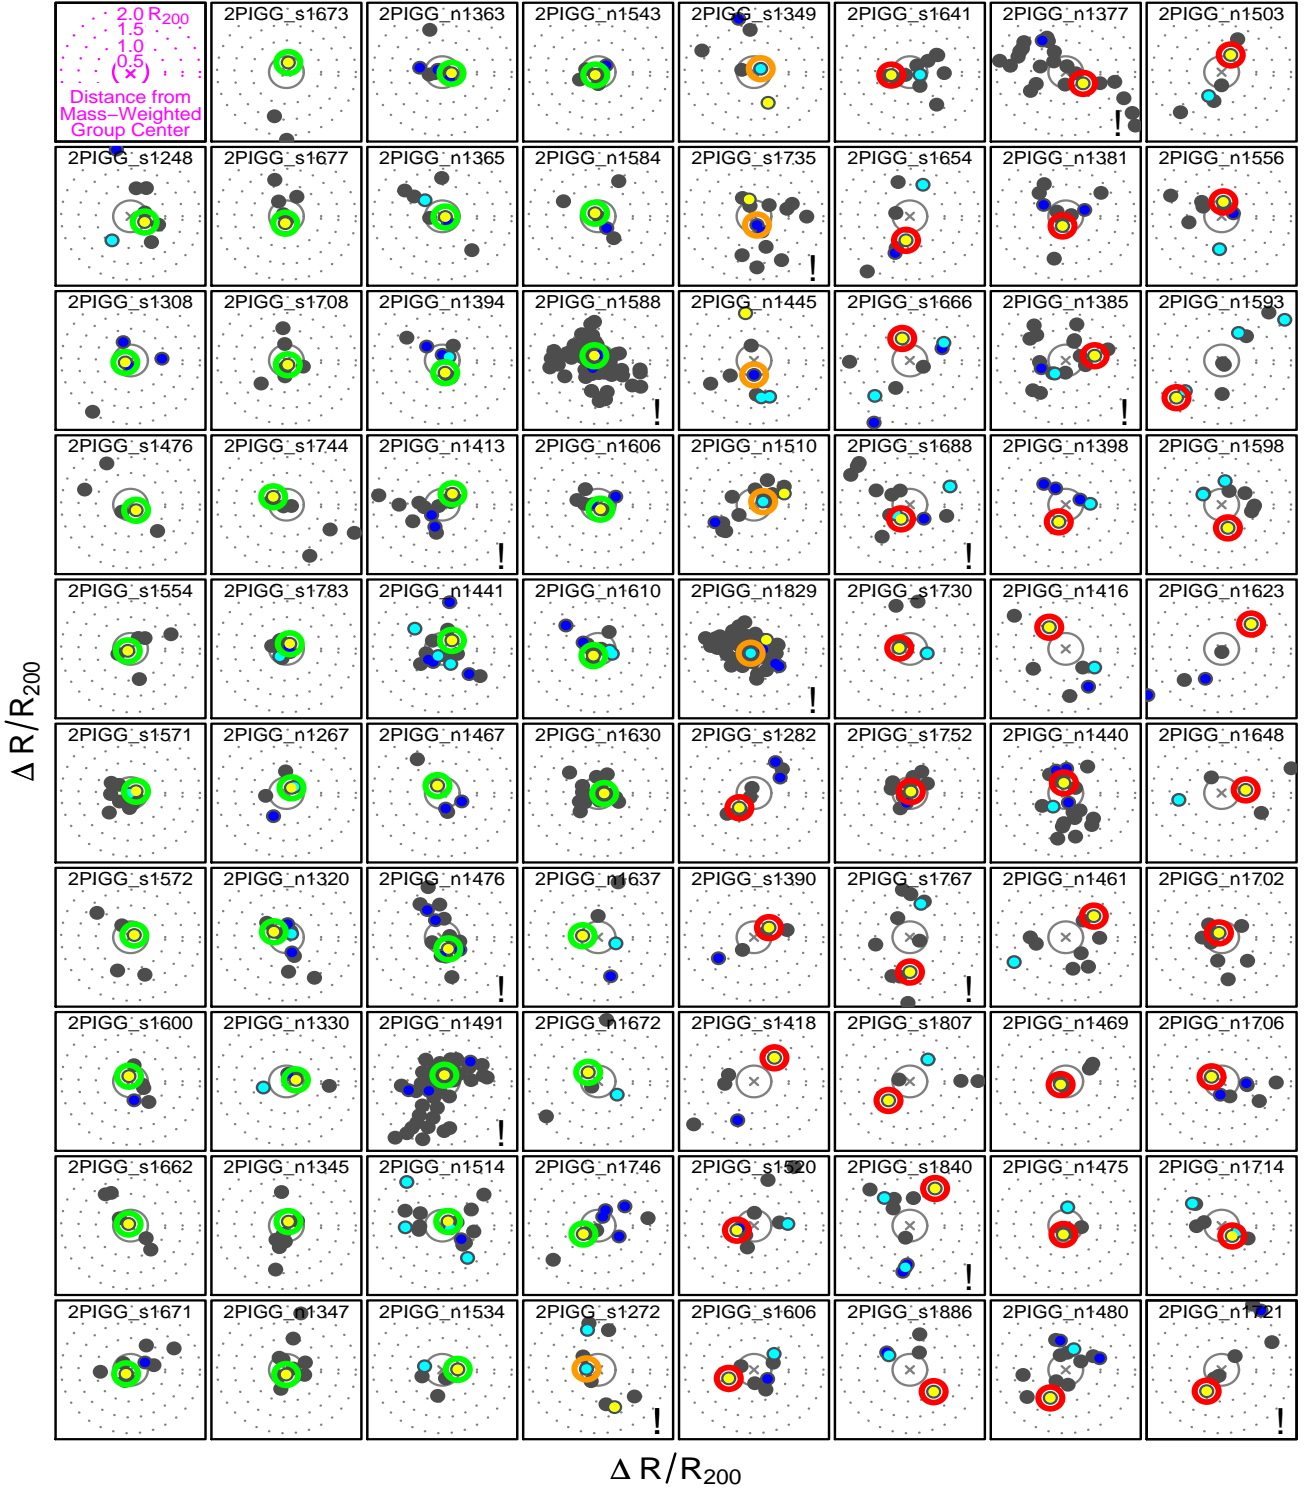 2.0 R200
1.5
1.0
0.5
(×)
Distance from
Mass-Weighted
Group Center
2PIGG_s1673
2PIGG_n1363
2PIGG_n1543
2PIGG_s1349
2PIGG_s1641
2PIGG_n1377
!
2PIGG_n1503
2PIGG_s1248
2PIGG_s1677
2PIGG_n1365
2PIGG_n1584
2PIGG_s1735
!
2PIGG_s1654
2PIGG_n1381
2PIGG_n1556
2PIGG_s1308
2PIGG_s1708
2PIGG_n1394
2PIGG_n1588
!
2PIGG_n1445
2PIGG_s1666
2PIGG_n1385
!
2PIGG_n1593
2PIGG_s1476
2PIGG_s1744
2PIGG_n1413
!
2PIGG_n1606
2PIGG_n1510
2PIGG_s1688
!
2PIGG_n1398
2PIGG_n1598
2PIGG_s1554
2PIGG_s1783
2PIGG_n1441
2PIGG_n1610
2PIGG_n1829
!
2PIGG_s1730
2PIGG_n1416
2PIGG_n1623
2PIGG_s1571
2PIGG_n1267
2PIGG_n1467
2PIGG_n1630
2PIGG_s1282
2PIGG_s1752
2PIGG_n1440
2PIGG_n1648
2PIGG_s1572
2PIGG_n1320
2PIGG_n1476
!
2PIGG_n1637
2PIGG_s1390
2PIGG_s1767
!
2PIGG_n1461
2PIGG_n1702
2PIGG_s1600
2PIGG_n1330
2PIGG_n1491
!
2PIGG_n1672
2PIGG_s1418
2PIGG_s1807
2PIGG_n1469
2PIGG_n1706
2PIGG_s1662
2PIGG_n1345
2PIGG_n1514
2PIGG_n1746
2PIGG_s1520
2PIGG_s1840
!
2PIGG_n1475
2PIGG_n1714
2PIGG_s1671
2PIGG_n1347
2PIGG_n1534
2PIGG_s1272
!
2PIGG_s1606
2PIGG_s1886
2PIGG_n1480
2PIGG_n1721
!
Δ R/R200
Δ R/R200